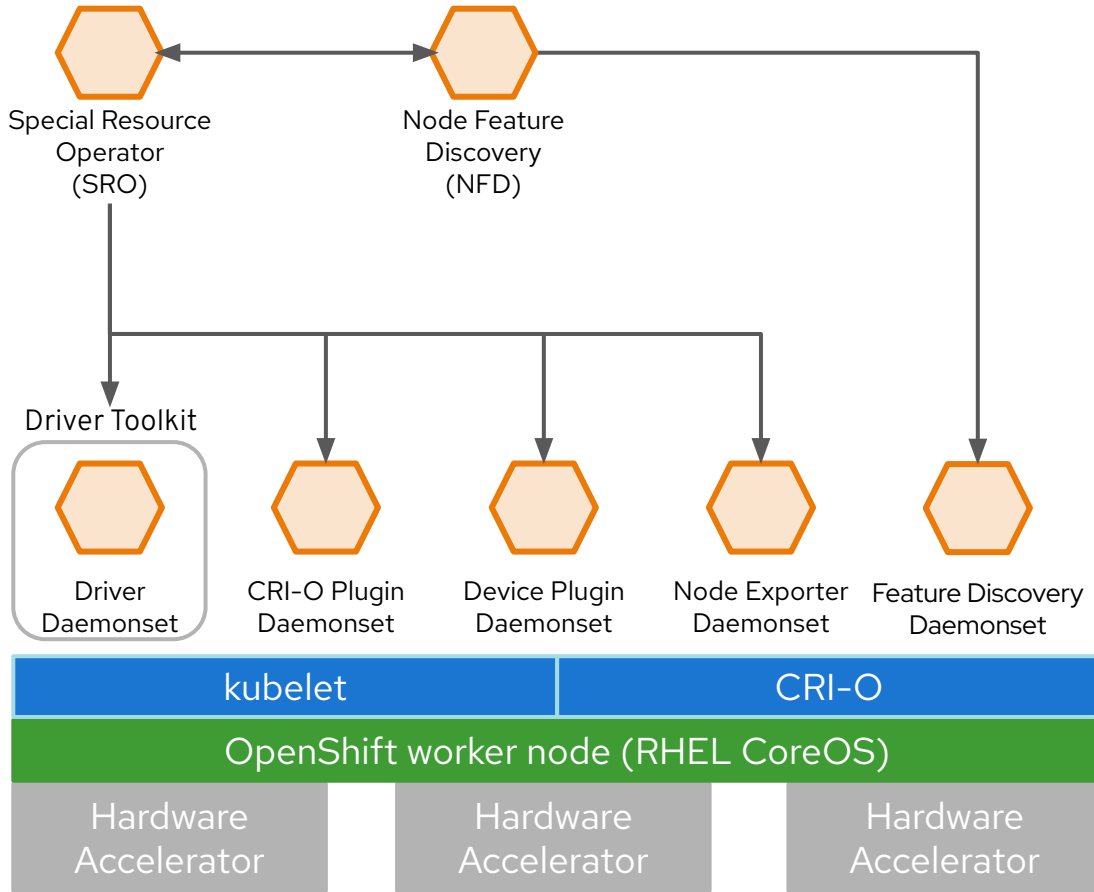 Special Resource
Operator
(SRO)
Node Feature
Discovery
(NFD)
Driver Toolkit
Driver
Daemonset
CRI-O Plugin
Daemonset
Device Plugin
Daemonset
Node Exporter
Daemonset
Feature Discovery
Daemonset
kubelet
CRI-O
OpenShift worker node (RHEL CoreOS)
Hardware
Accelerator
Hardware
Accelerator
Hardware
Accelerator